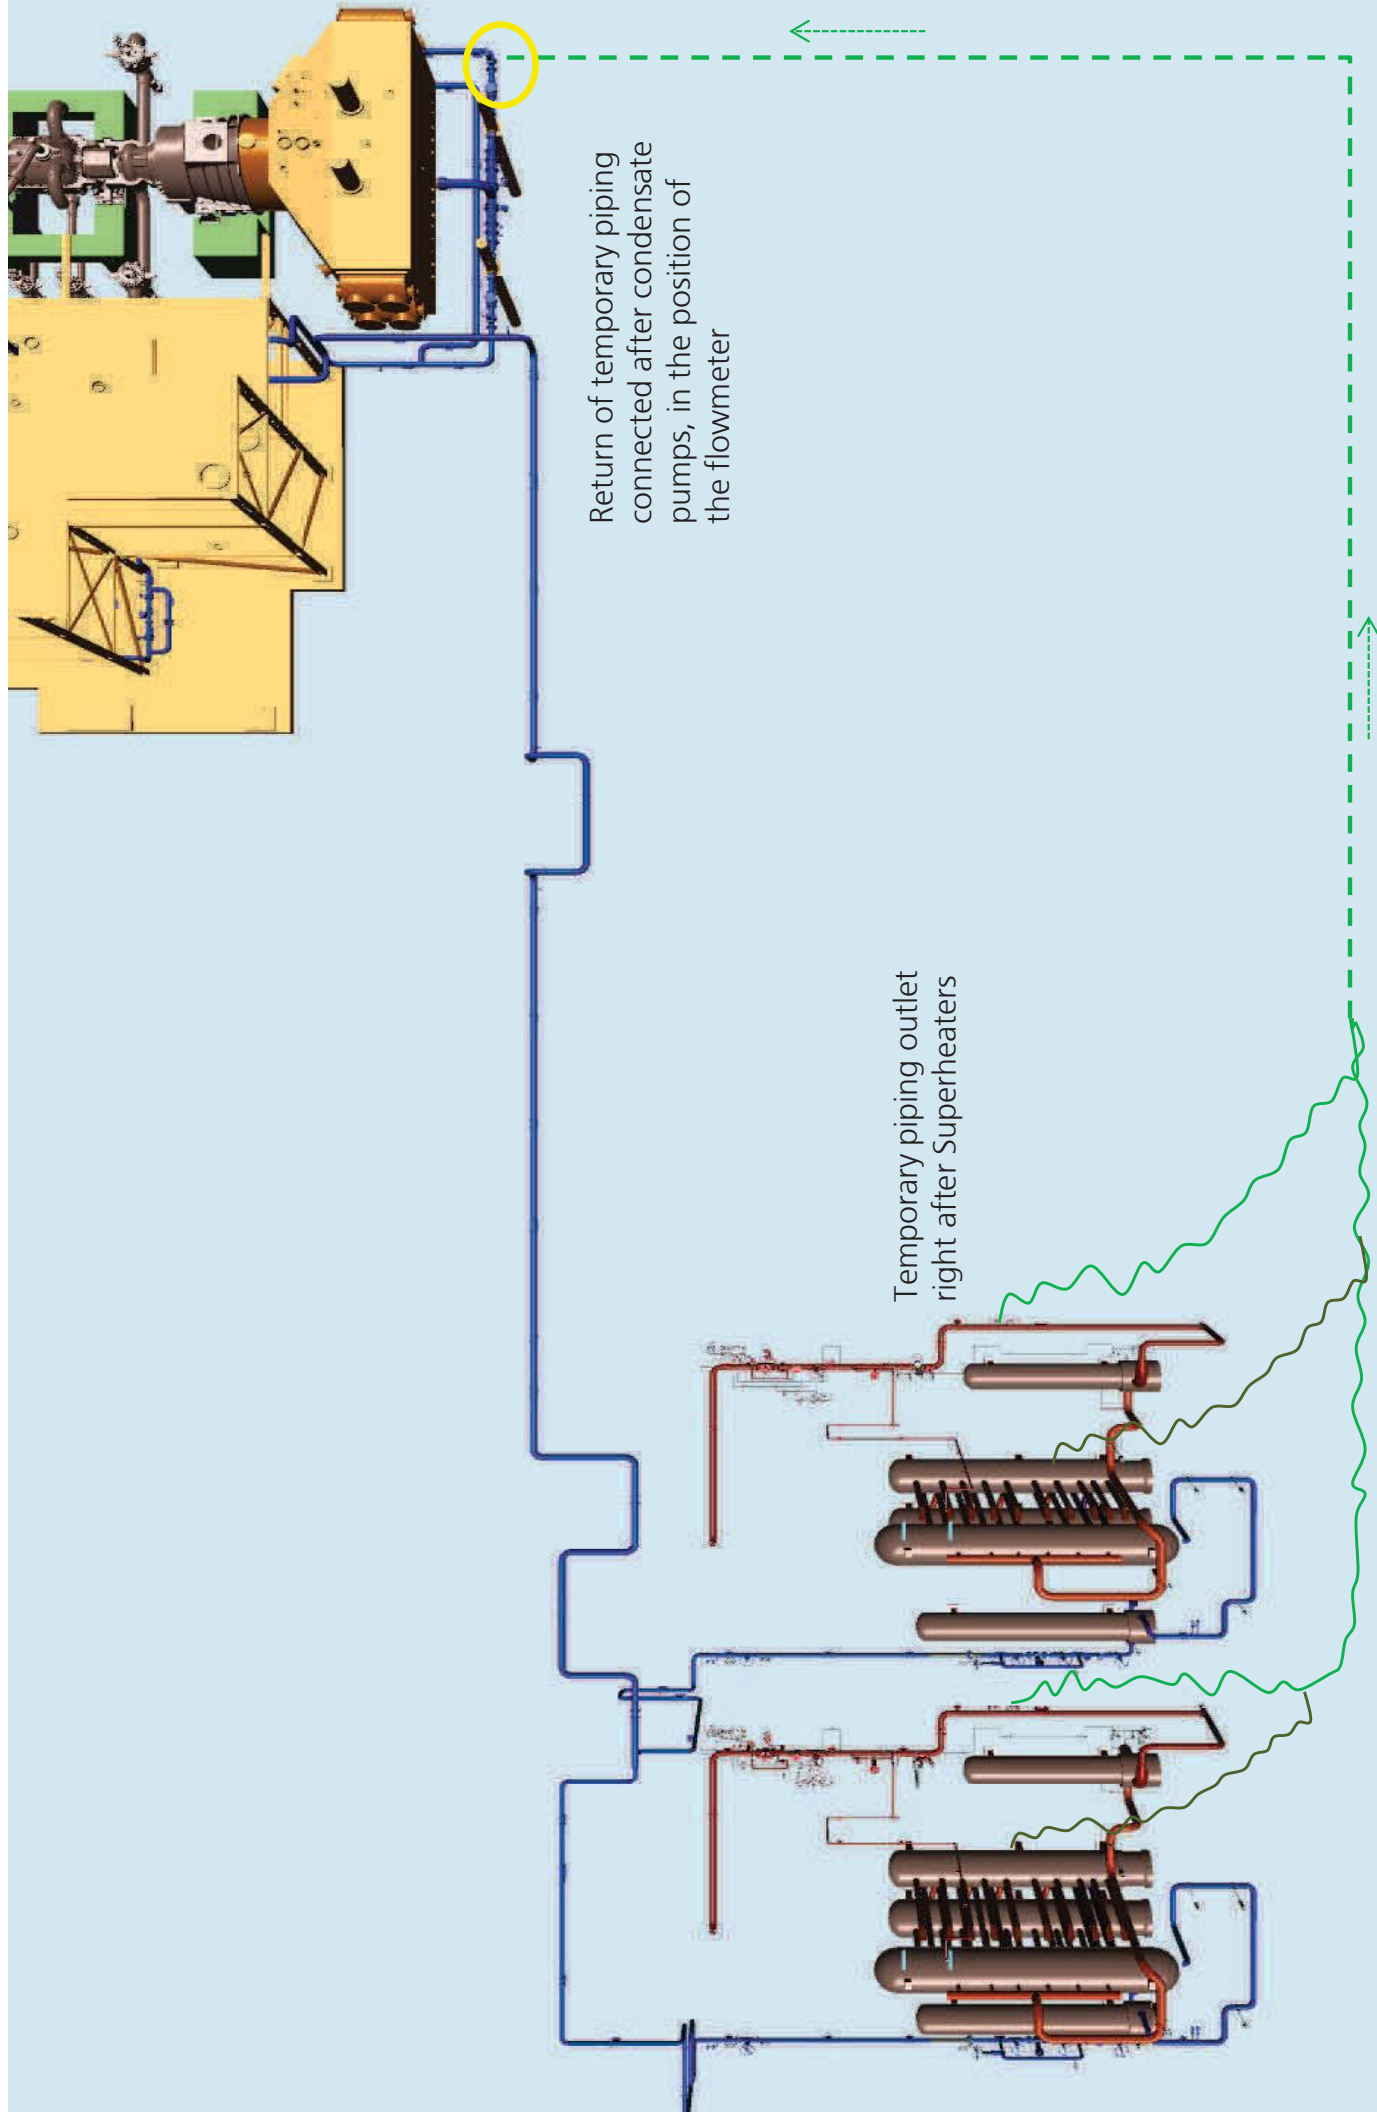 Return of temporary piping
connected after condensate
pumps, in the position of
the flowmeter
Temporary piping outlet
right after Superheaters